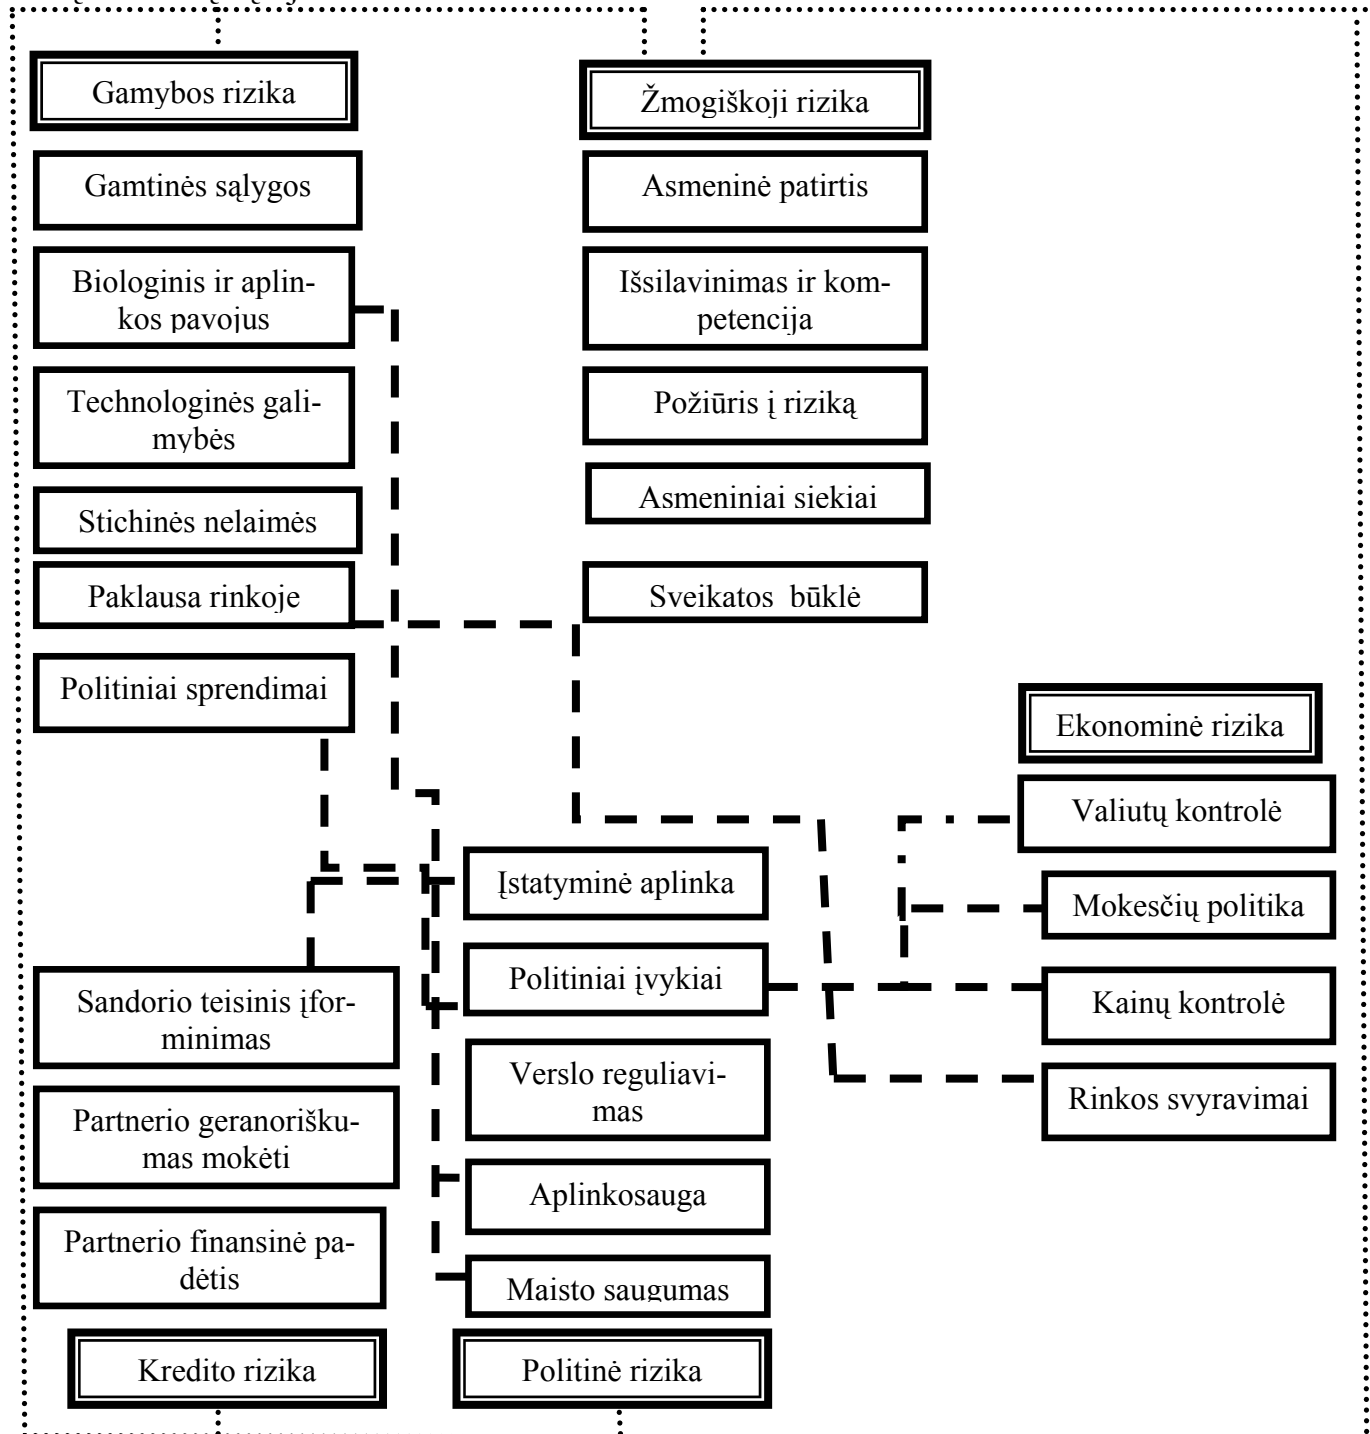 Gamybos rizika
Gamtinės sąlygos
Biologinis ir aplin-
kos pavojus
Technologinės gali-
mybės
Stichinės nelaimės
Paklausa rinkoje
Politiniai sprendimai
Žmogiškoji rizika
Asmeninė patirtis
Išsilavinimas ir kom-
petencija
Požiūris į riziką
Asmeniniai siekiai
Sveikatos būklė
Ekonominė rizika
Valiutų kontrolė
Mokesčių politika
Kainų kontrolė
Rinkos svyravimai
Įstatyminė aplinka
Politiniai įvykiai
Verslo reguliavi-
mas
Aplinkosauga
Maisto saugumas
Politinė rizika
Sandorio teisinis įfor-
minimas
Partnerio geranorišku-
mas mokėti
Partnerio finansinė pa-
dėtis
Kredito rizika